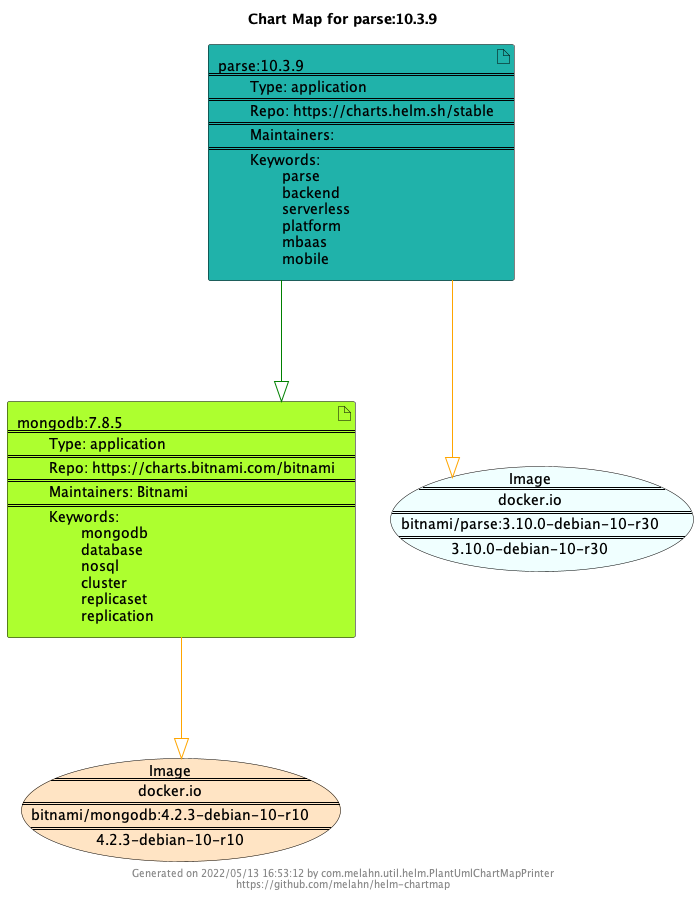 Chart Map for parse:10.3.9
parse:10.3.9
Type: application
Repo: https://charts.helm.sh/stable
Maintainers:
Keywords:
parse
backend
serverless
platform
mbaas
mobile
mongodb:7.8.5
Type: application
Repo: https://charts.bitnami.com/bitnami
Maintainers: Bitnami
Keywords:
mongodb
database
nosql
cluster
replicaset
replication
Image
docker.io
bitnami/parse:3.10.0-debian-10-r30
3.10.0-debian-10-r30
Image
docker.io
bitnami/mongodb:4.2.3-debian-10-r10
4.2.3-debian-10-r10
Generated on 2022/05/13 16:53:12 by com.melahn.util.helm.PlantUmlChartMapPrinter
https://github.com/melahn/helm-chartmap